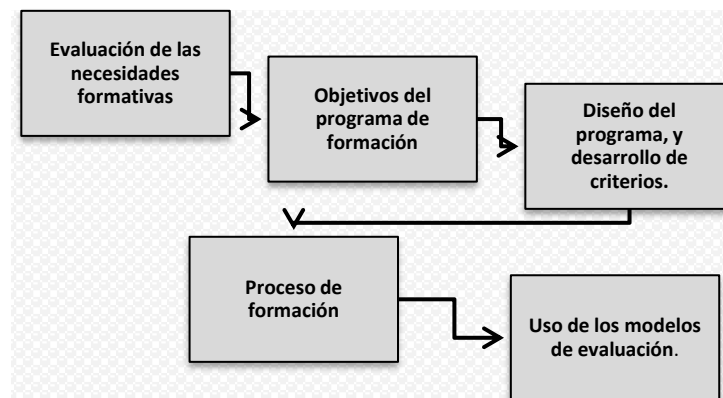 Evaluación de las
necesidades
formativas
Objetivos del
programa de
formación
Diseño del
programa, y
desarrollo de
criterios.
Proceso de
formación
Uso de los modelos
de evaluación.